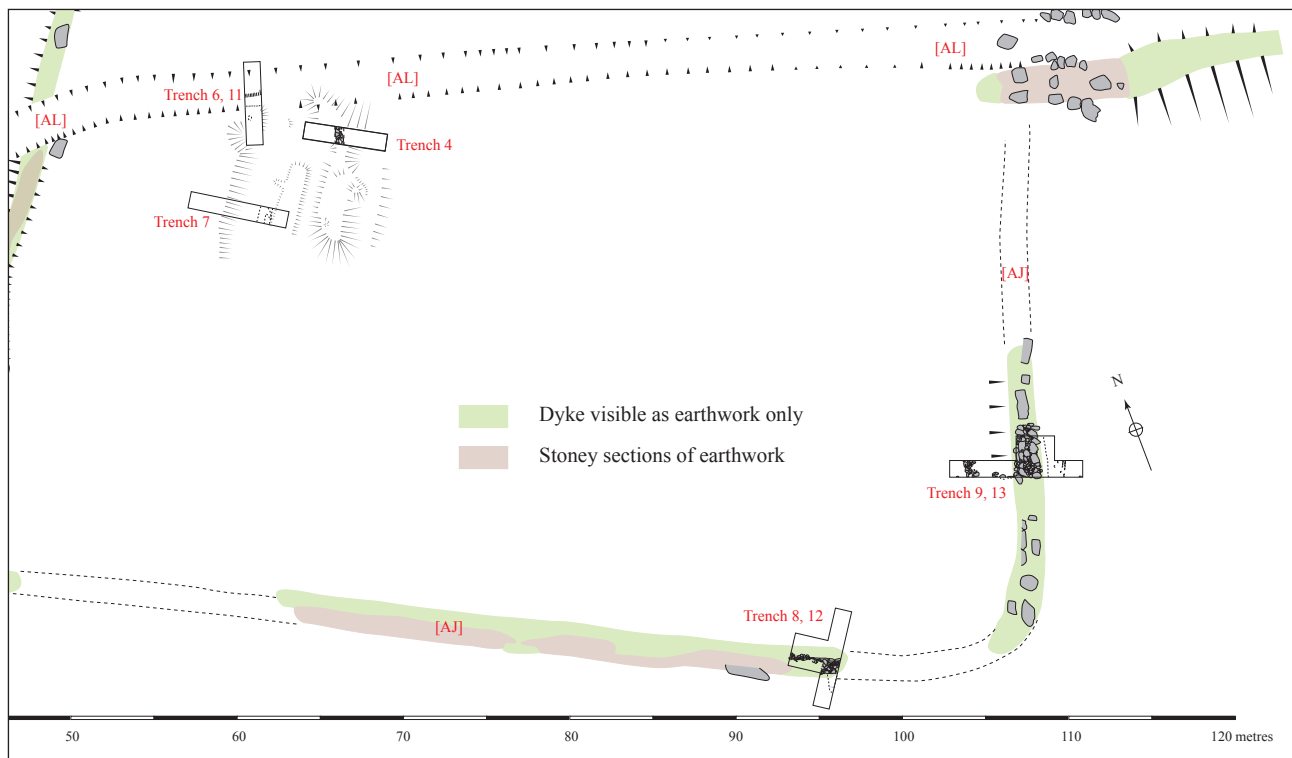 [AL]
[AL]
Trench 6, 11
[AL]
Trench 4
Trench 7
[AJ]
N
Dyke visible as earthwork only
Stoney sections of earthwork
Trench 9, 13
Trench 8, 12
[AJ]
50 60 70 80 90 100 110 120 metres